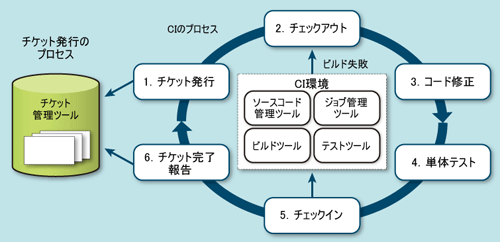 チケット発行の
プロセス
CIのプロセス
2. チェックアウト
ビルド失敗
1. チケット発行
CI環境
3. コード修正
チケット
管理ツール
ソースコード
管理ツール
ジョブ管理
ツール
ビルドツール
テストツール
6. チケット完了
報告
4. 単体テスト
5. チェックイン